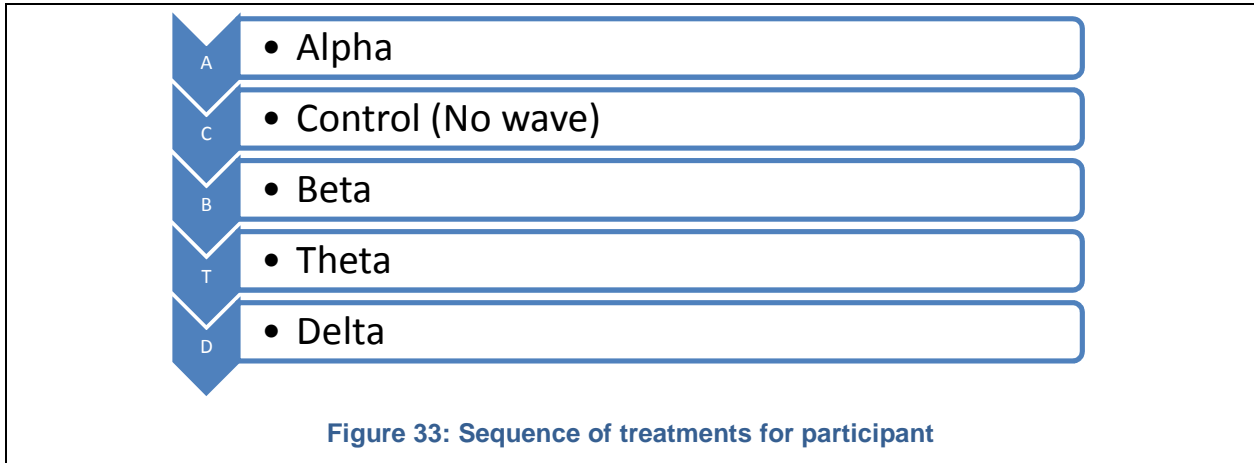 A
• Alpha
C
• Control (No wave)
B
• Beta
T
• Theta
D
• Delta
Figure 33: Sequence of treatments for participant